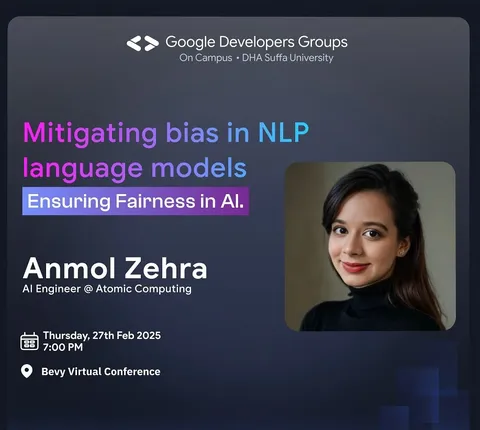 Google Developers Groups
On Campus • DHA Suffa University
Mitigating bias in NLP
language models
Ensuring Fairness in AI.
Anmol Zehra
AI Engineer @ Atomic Computing
Thursday, 27th Feb 2025
7:00 PM
Bevy Virtual Conference